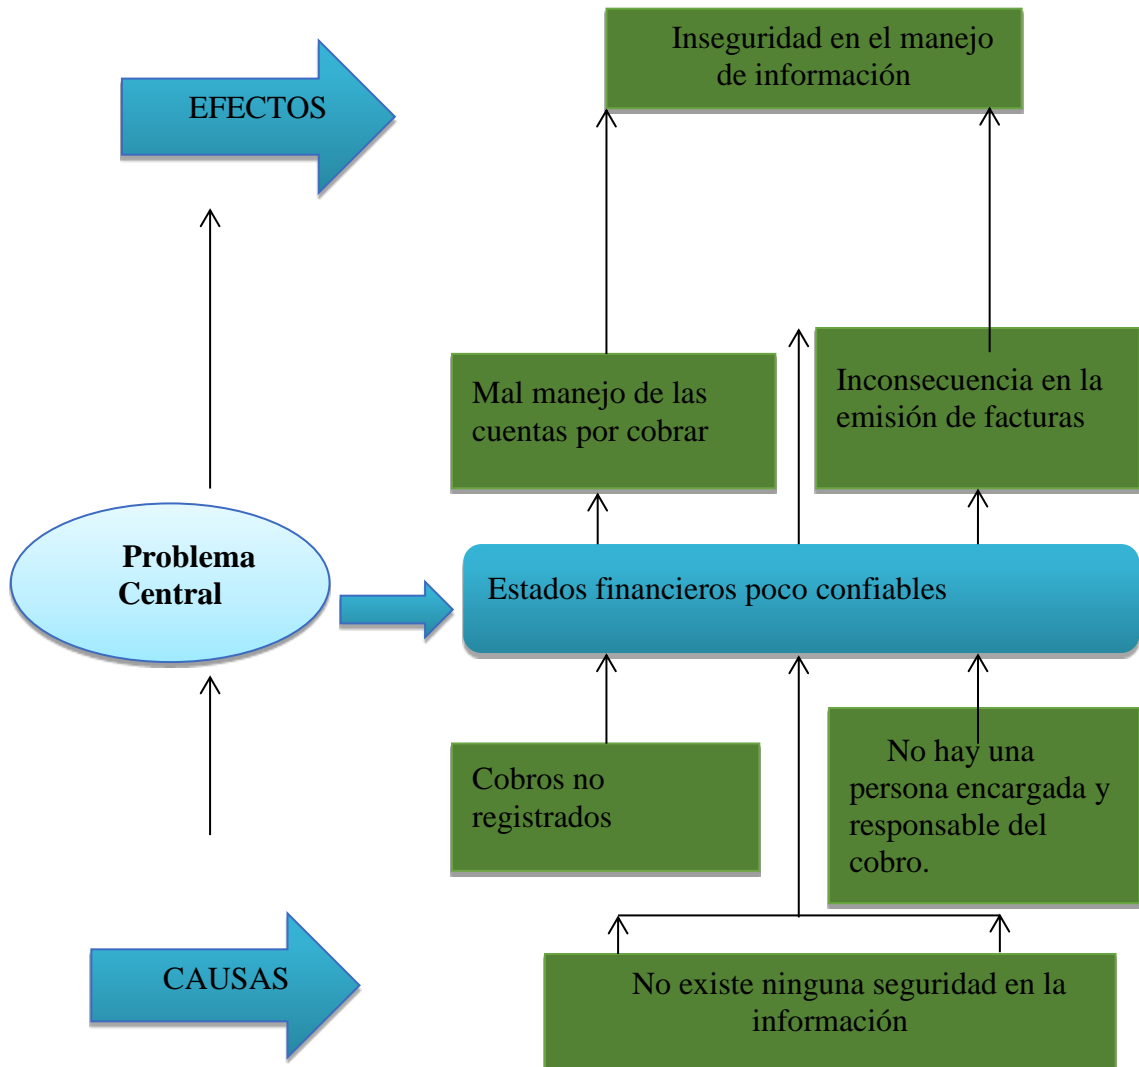 Inseguridad en el manejo
de información
EFECTOS
Mal manejo de las
cuentas por cobrar
Inconsecuencia en la
emisión de facturas
Problema
Central
Estados financieros poco confiables
Cobros no
registrados
No hay una
persona encargada y
responsable del
cobro.
CAUSAS
No existe ninguna seguridad en la
información